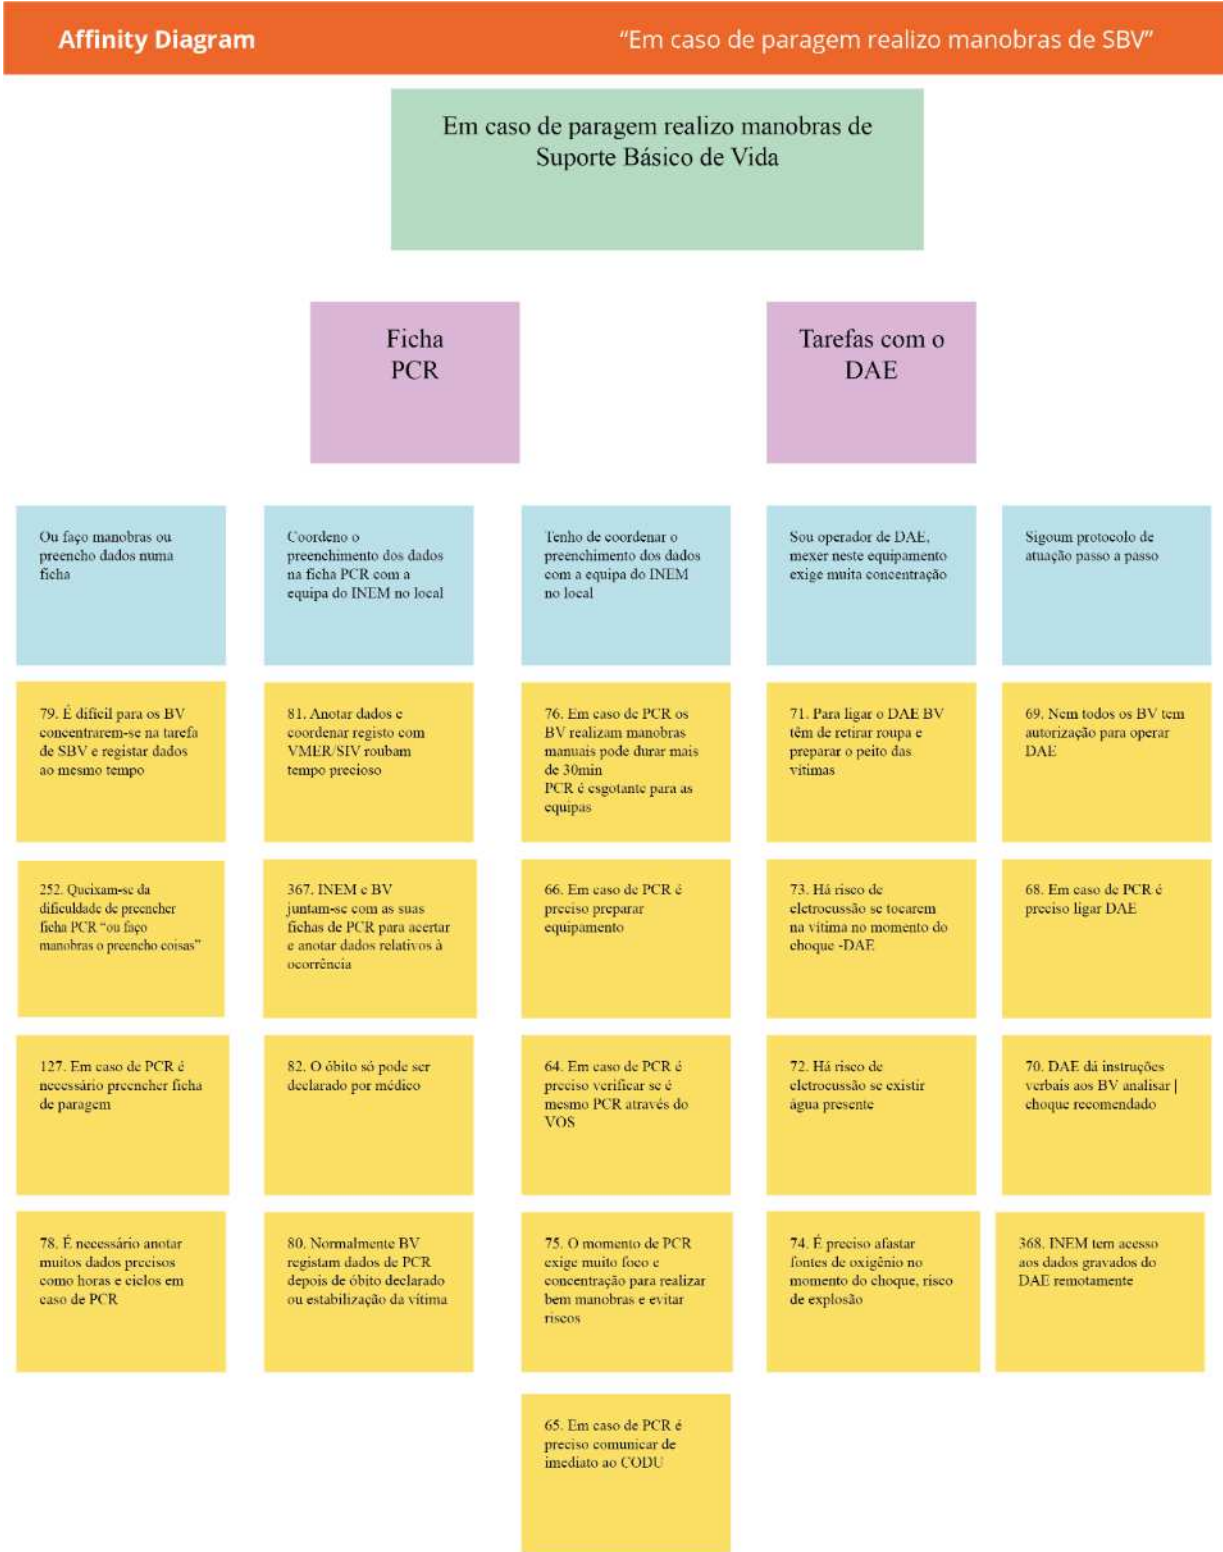 Affinity Diagram
“Em caso de paragem realizo manobras de SBV”
Em caso de paragem realizo manobras de
Suporte Básico de Vida
Ficha
PCR
Tarefas com o
DAE
Ou faço manobras ou
preencho dados numa
ficha
Coordeno o
preenchimento dos dados
na ficha PCR com a
equipa do INEM no local
Tenho de coordenar o
preenchimento dos dados
com a equipa do INEM
no local
Sou operador de DAE,
mexer neste equipamento
exige muita concentração
Sigoum protocolo de
atuação passo a passo
79. É difícil para os BV
concentrarem-se na tarefa
de SBV e registar dados
ao mesmo tempo
81. Anotar dados e
coordenar registo com
VMER/SIV roubam
tempo precioso
76. Em caso de PCR os
BV realizam manobras
manuais pode durar mais
de 30min
PCR é esgotante para as
equipas
71. Para ligar o DAE BV
têm de retirar roupa e
preparar o peito das
vítimas
69. Nem todos os BV tem
autorização para operar
DAE
252. Queixam-se da
dificuldade de preencher
ficha PCR “ou faço
manobras o preencho coisas”
367. INEM e BV
juntam-se com as suas
fichas de PCR para acertar
e anotar dados relativos à
ocorrência
66. Em caso de PCR é
preciso preparar
equipamento
73. Há risco de
eletrocussão se tocarem
na vítima no momento do
choque -DAE
68. Em caso de PCR é
preciso ligar DAE
127. Em caso de PCR é
necessário preencher ficha
de paragem
82. O óbito só pode ser
declarado por médico
64. Em caso de PCR é
preciso verificar se é
mesmo PCR através do
VOS
72. Há risco de
eletrocussão se existir
água presente
70. DAE dá instruções
verbais aos BV analisar |
choque recomendado
78. É necessário anotar
muitos dados precisos
como horas e ciclos em
caso de PCR
80. Normalmente BV
registam dados de PCR
depois de óbito declarado
ou estabilização da vítima
75. O momento de PCR
exige muito foco e
concentração para realizar
bem manobras e evitar
riscos
74. É preciso afastar
fontes de oxigênio no
momento do choque, risco
de explosão
368. INEM tem acesso
aos dados gravados do
DAE remotamente
65. Em caso de PCR é
preciso comunicar de
imediato ao CODU